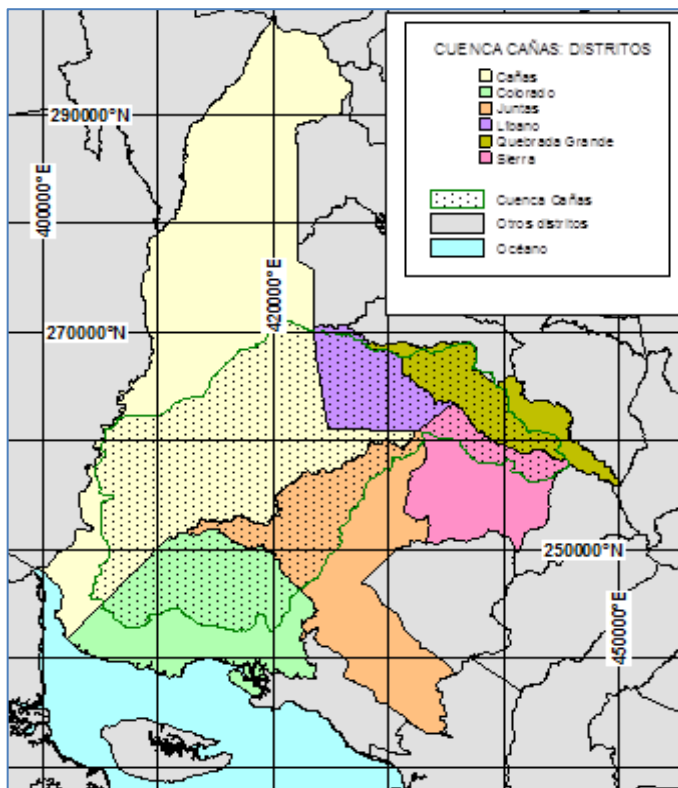 CUENCA CAÑAS: DISTRITOS
Cañas
Colorado
Juntas
Líbano
Quebrada Grande
Sierra
Cuenca Cañas
Otros distritos
Océano
290000°N
400000°E
420000°E
270000°N
250000°N
450000°E